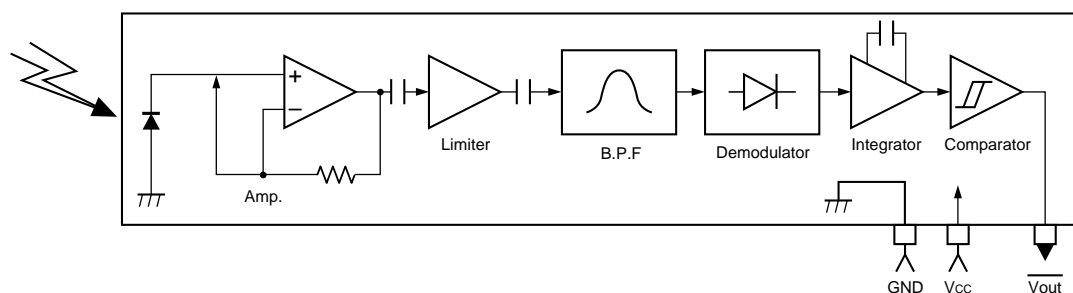 +
−
Amp.
Limiter
B.P.F
Demodulator
Integrator
Comparator
GND
Vcc
Vout